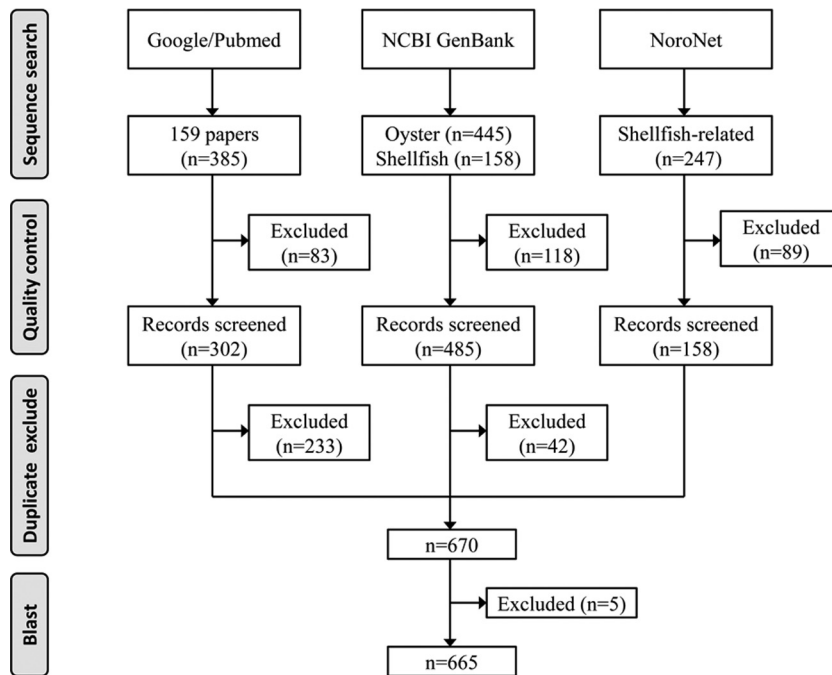 Sequence search
Google/Pubmed
NCBI GenBank
NoroNet
159 papers
(n=385)
Oyster (n=445)
Shellfish (n=158)
Shellfish-related
(n=247)
Quality control
Excluded
(n=83)
Excluded
(n=118)
Excluded
(n=89)
Records screened
(n=302)
Records screened
(n=485)
Records screened
(n=158)
Duplicate exclude
Excluded
(n=233)
Excluded
(n=42)
n=670
Blast
Excluded (n=5)
n=665